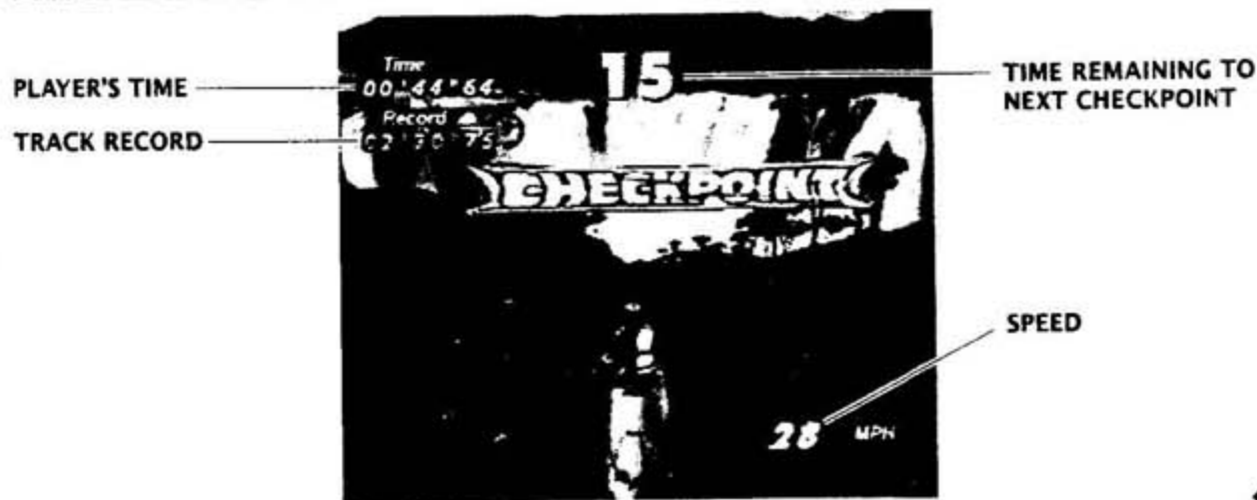 PLAYER'S TIME
TRACK RECORD
Time
00'44"64
Record
02'30"75
15
CHECKPOINT
TIME REMAINING TO
NEXT CHECKPOINT
SPEED
28 MPH